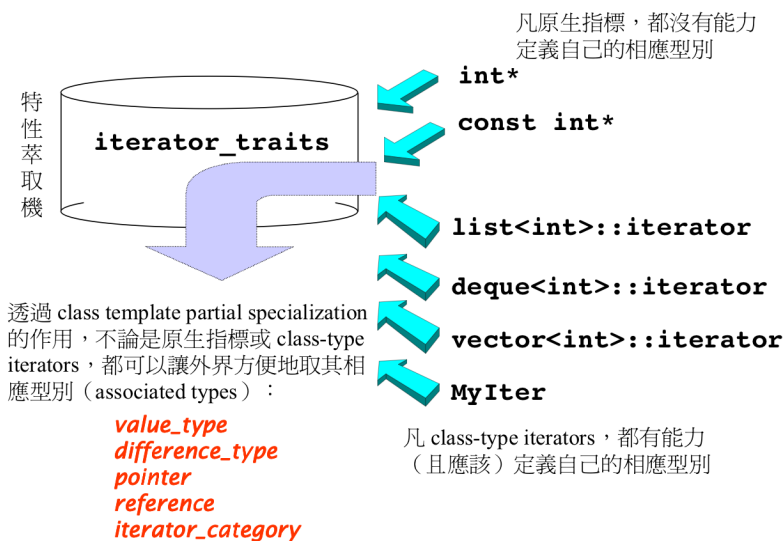 凡原生指標，都沒有能力
定義自己的相應型別
int*
const int*
特性萃取機
iterator_traits
list<int>::iterator
deque<int>::iterator
vector<int>::iterator
MyIter
透過 class template partial specialization
的作用，不論是原生指標或 class-type
iterators，都可以讓外界方便地取其相
應型別（associated types）：
value_type
difference_type
pointer
reference
iterator_category
凡 class-type iterators，都有能力
（且應該）定義自己的相應型別